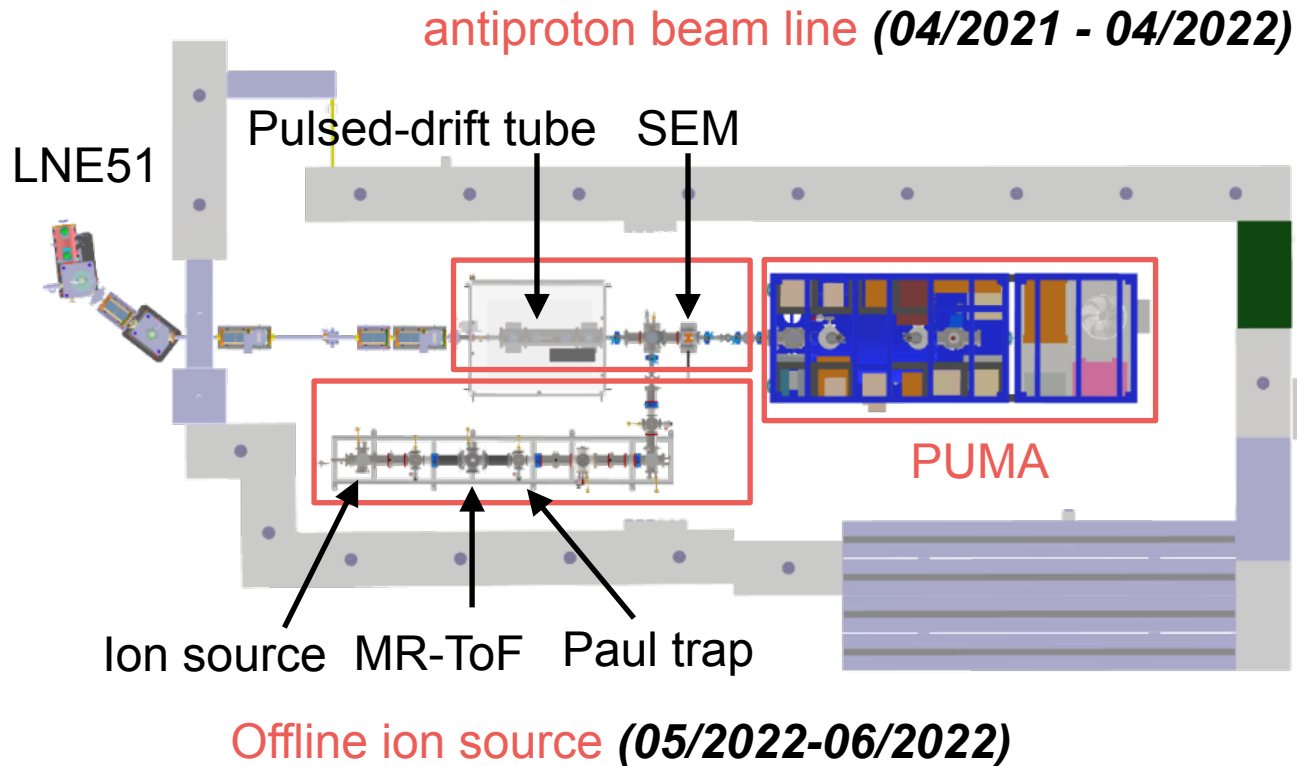 antiproton beam line (04/2021 - 04/2022)
Pulsed-drift tube SEM
LNE51
PUMA
Ion source MR-ToF Paul trap
Offline ion source (05/2022-06/2022)